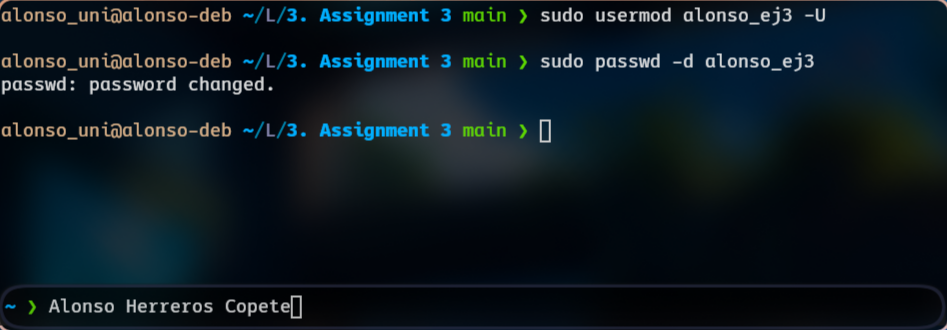 alonso_uni@alonso-deb ~/L/3. Assignment 3 main ❯ sudo usermod alonso_ej3 -U
alonso_uni@alonso-deb ~/L/3. Assignment 3 main ❯ sudo passwd -d alonso_ej3
passwd: password changed.
alonso_uni@alonso-deb ~/L/3. Assignment 3 main ❯
~ ❯ Alonso Herreros Copete